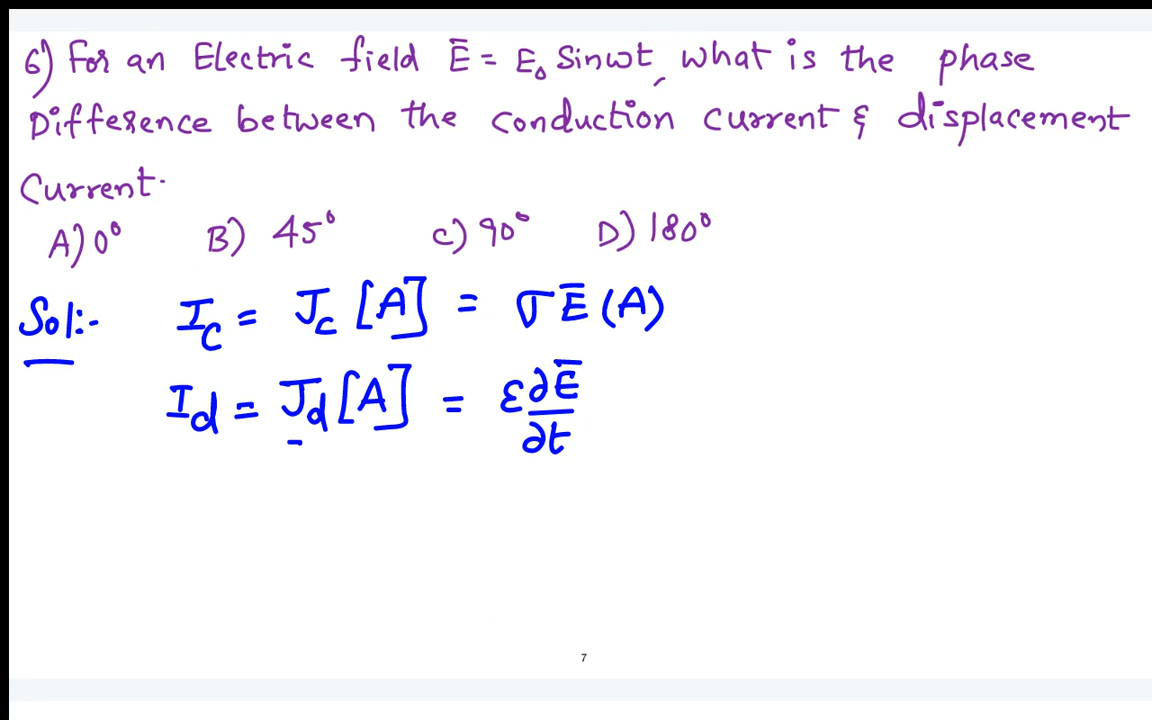 6) For an Electric field Ē = E₀ Sinωt, what is the phase
Difference between the conduction current & displacement
Current.
A) 0° B) 45° C) 90° D) 180°
Sol:- I_C = J_C [A] = σĒ (A)
I_d = J_d [A] = ε ∂Ē/∂t
7